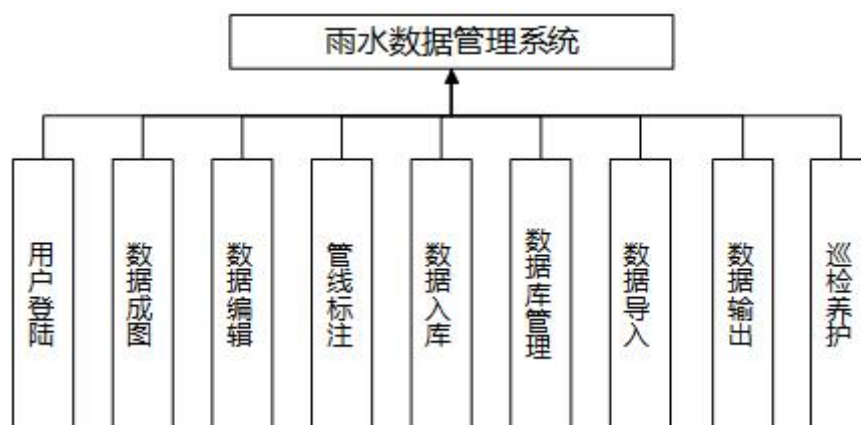 雨水数据管理系统
用户登陆
数据成图
数据编辑
管线标注
数据入库
数据库管理
数据导入
数据输出
巡检养护